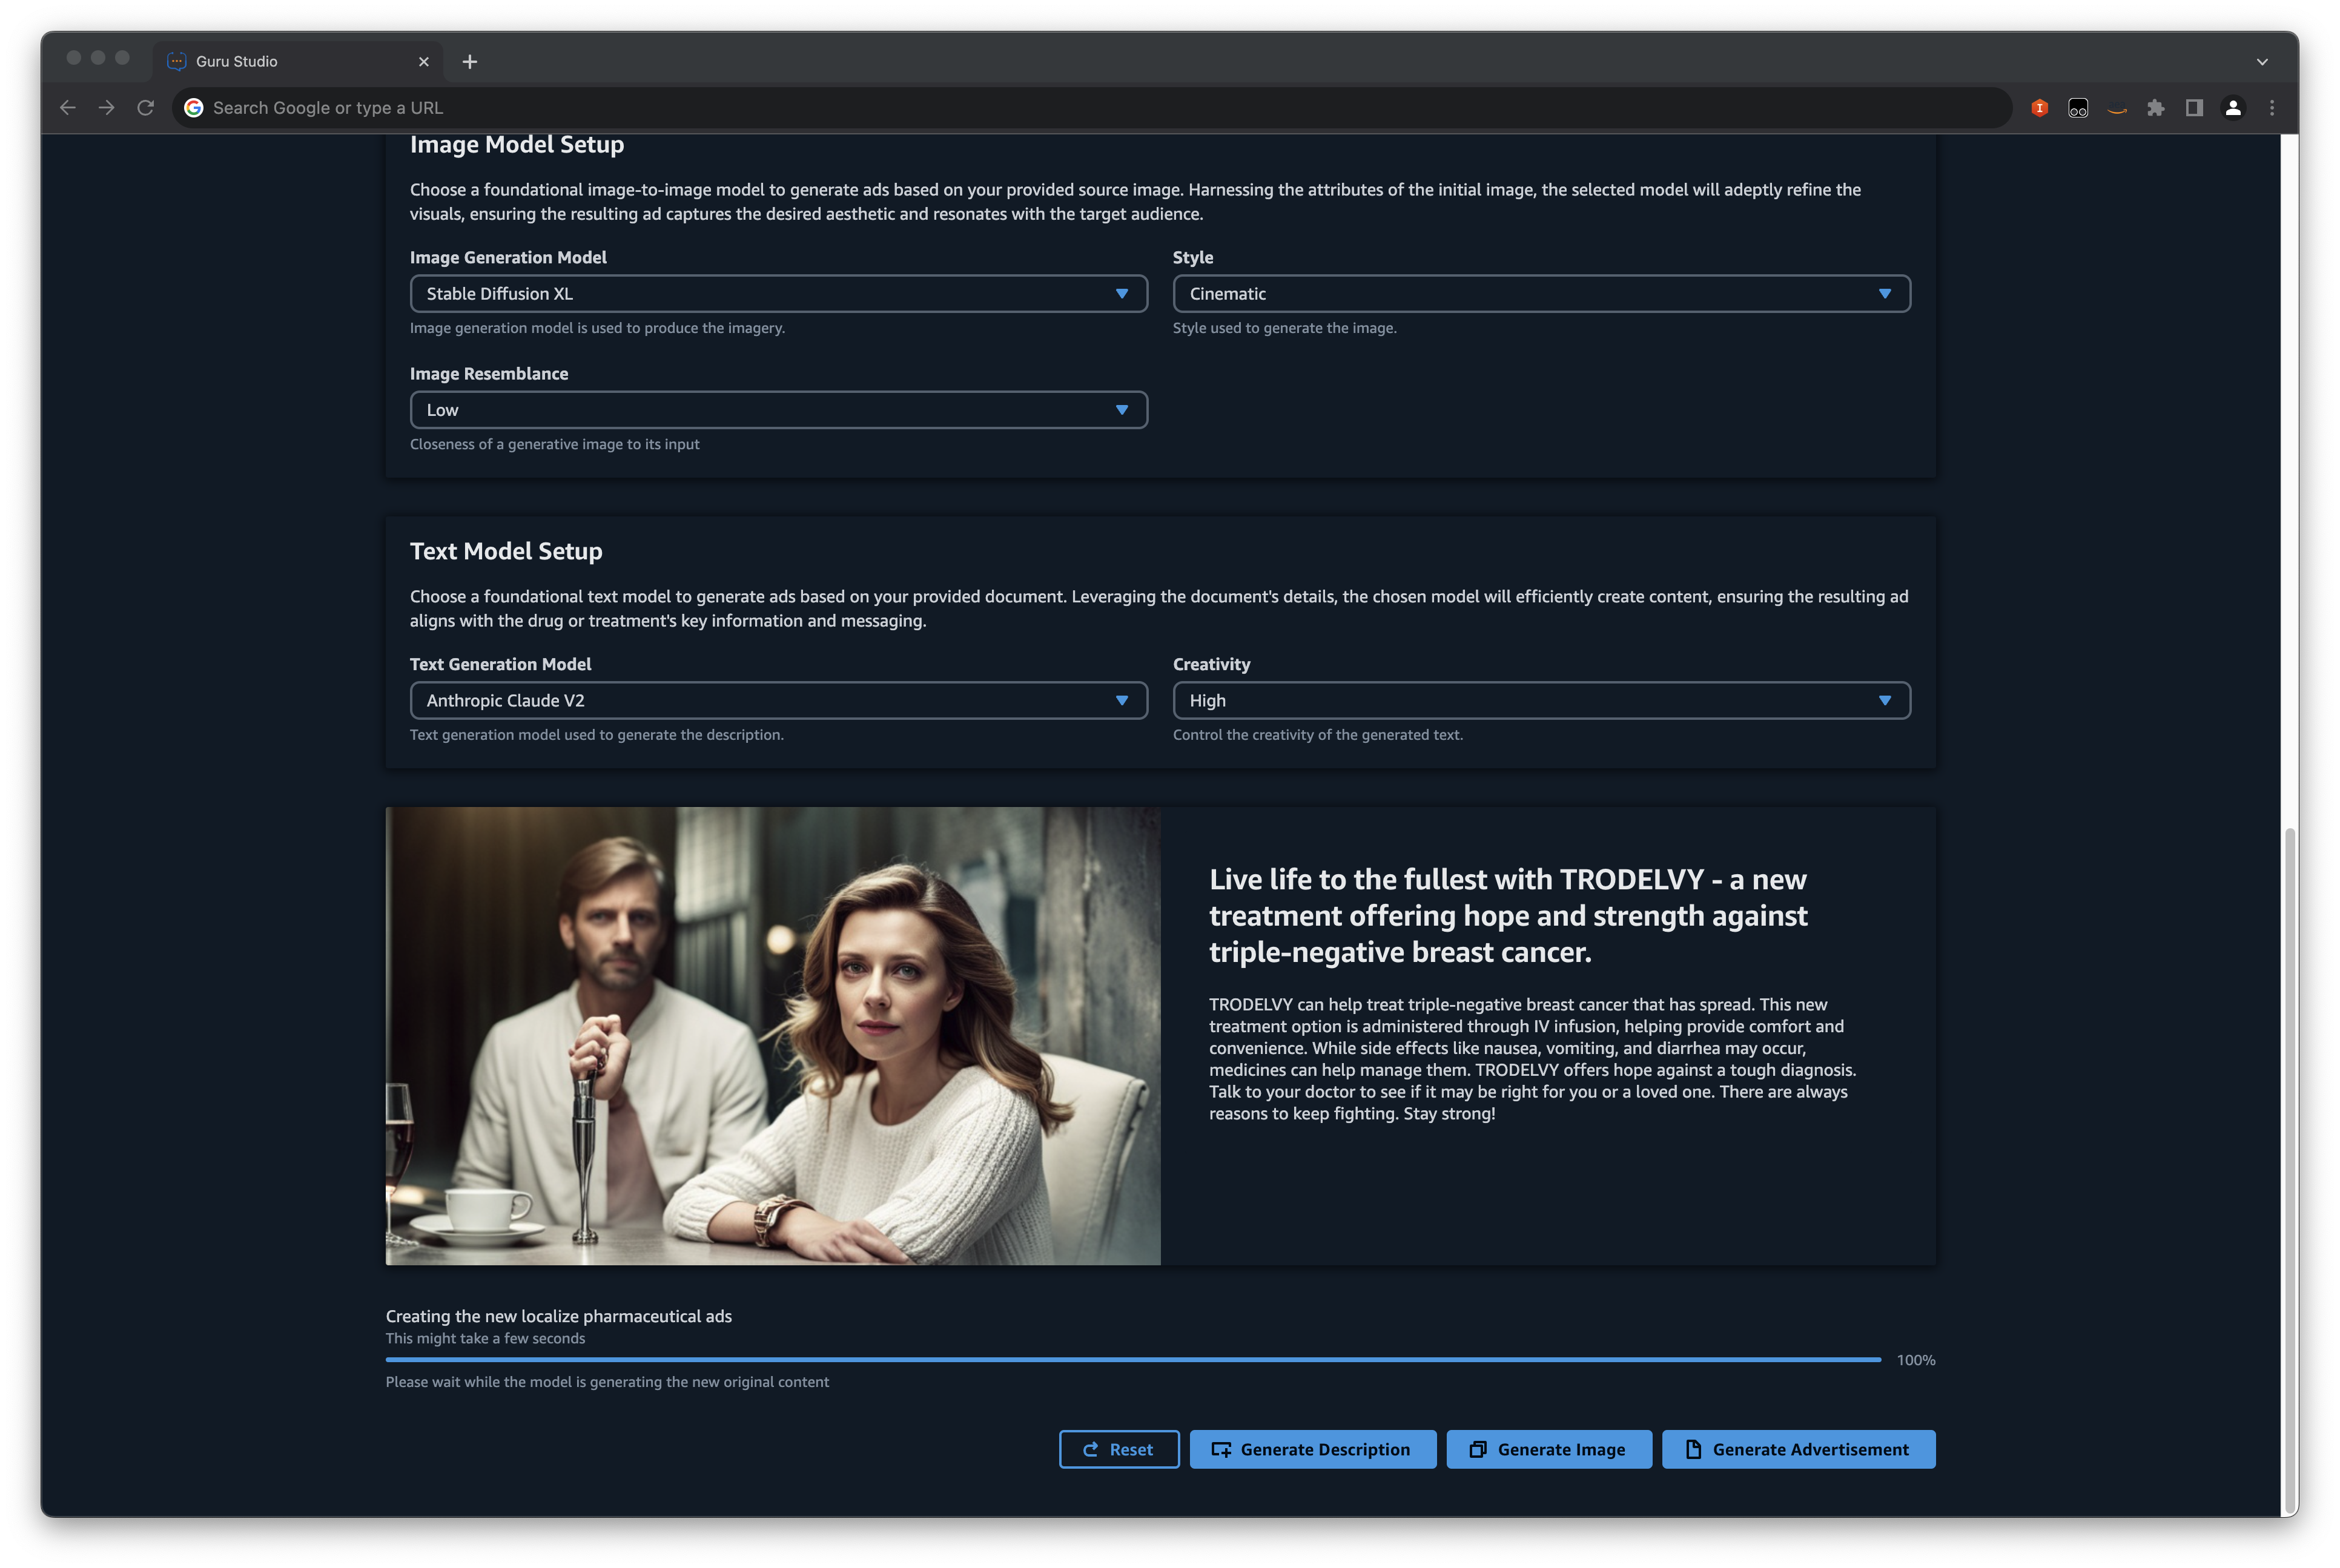 Guru Studio
Search Google or type a URL
Image Model Setup
Choose a foundational image-to-image model to generate ads based on your provided source image. Harnessing the attributes of the initial image, the selected model will adeptly refine the
visuals, ensuring the resulting ad captures the desired aesthetic and resonates with the target audience.
Image Generation Model
Stable Diffusion XL
Image generation model is used to produce the imagery.
Style
Cinematic
Style used to generate the image.
Image Resemblance
Low
Closeness of a generative image to its input
Text Model Setup
Choose a foundational text model to generate ads based on your provided document. Leveraging the document's details, the chosen model will efficiently create content, ensuring the resulting ad
aligns with the drug or treatment's key information and messaging.
Text Generation Model
Anthropic Claude V2
Text generation model used to generate the description.
Creativity
High
Control the creativity of the generated text.
Live life to the fullest with TRODELVY - a new
treatment offering hope and strength against
triple-negative breast cancer.
TRODELVY can help treat triple-negative breast cancer that has spread. This new
treatment option is administered through IV infusion, helping provide comfort and
convenience. While side effects like nausea, vomiting, and diarrhea may occur,
medicines can help manage them. TRODELVY offers hope against a tough diagnosis.
Talk to your doctor to see if it may be right for you or a loved one. There are always
reasons to keep fighting. Stay strong!
Creating the new localize pharmaceutical ads
This might take a few seconds
100%
Please wait while the model is generating the new original content
Reset
Generate Description
Generate Image
Generate Advertisement